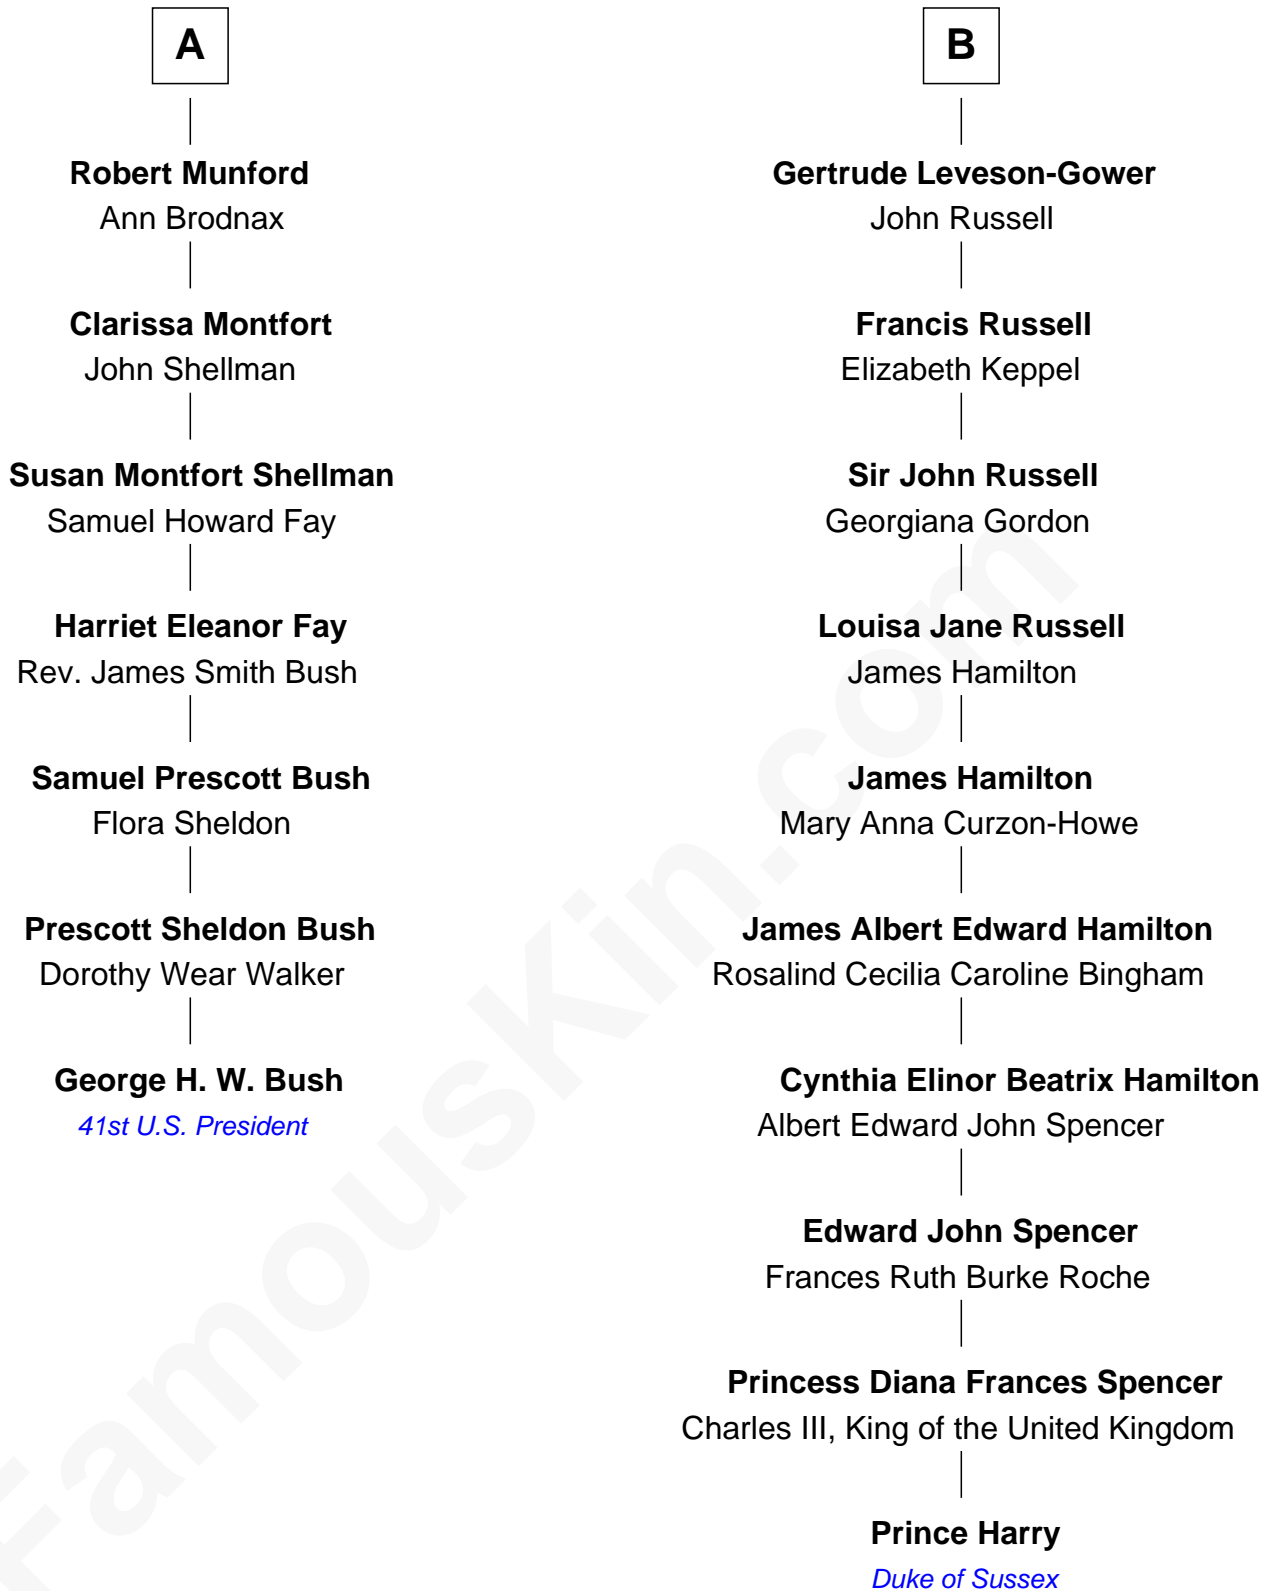 A
Robert Munford
Ann Brodnax
Clarissa Montfort
John Shellman
Susan Montfort Shellman
Samuel Howard Fay
Harriet Eleanor Fay
Rev. James Smith Bush
Samuel Prescott Bush
Flora Sheldon
Prescott Sheldon Bush
Dorothy Wear Walker
George H. W. Bush
41st U.S. President
B
Gertrude Leveson-Gower
John Russell
Francis Russell
Elizabeth Keppel
Sir John Russell
Georgiana Gordon
Louisa Jane Russell
James Hamilton
James Hamilton
Mary Anna Curzon-Howe
James Albert Edward Hamilton
Rosalind Cecilia Caroline Bingham
Cynthia Elinor Beatrix Hamilton
Albert Edward John Spencer
Edward John Spencer
Frances Ruth Burke Roche
Princess Diana Frances Spencer
Charles III, King of the United Kingdom
Prince Harry
Duke of Sussex
FamousKin.com